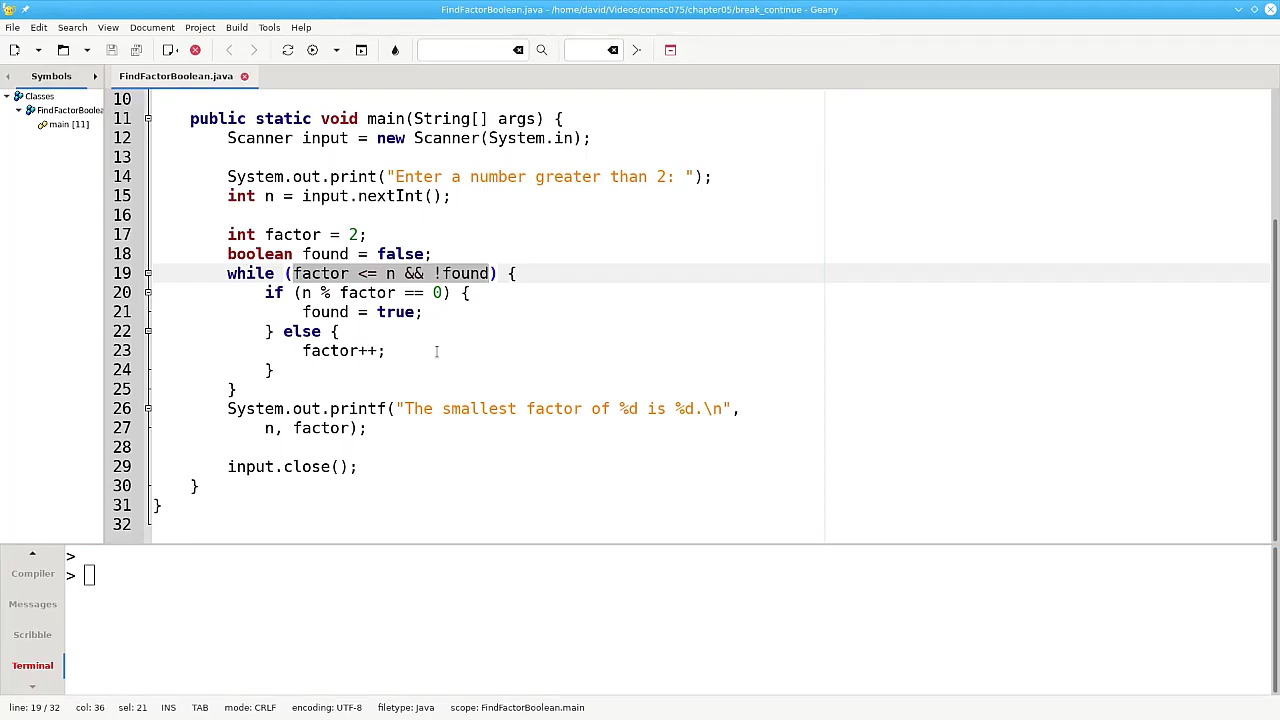 FindFactorBoolean.java - /home/david/Videos/comsc075/chapter05/break_continue - Geany
File Edit Search View Document Project Build Tools Help
Symbols
FindFactorBoolean.java
Classes
FindFactorBoolea
main [11]
10
11 public static void main(String[] args) {
12 Scanner input = new Scanner(System.in);
13
14 System.out.print("Enter a number greater than 2: ");
15 int n = input.nextInt();
16
17 int factor = 2;
18 boolean found = false;
19 while (factor <= n && !found) {
20 if (n % factor == 0) {
21 found = true;
22 } else {
23 factor++;
24 }
25 }
26 System.out.printf("The smallest factor of %d is %d.\n",
27 n, factor);
28
29 input.close();
30 }
31 }
32
Compiler
Messages
Scribble
Terminal
>
>
line: 19 / 32 col: 36 sel: 21 INS TAB mode: CRLF encoding: UTF-8 filetype: Java scope: FindFactorBoolean.main